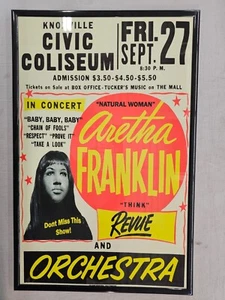 KNOXVILLE
CIVIC
COLISEUM
FRI.
SEPT. 27
8:30 P.M.
ADMISSION $3.50-$4.50-$5.50
Tickets on Sale at BOX OFFICE-TUCKER'S MUSIC on THE MALL
IN CONCERT
"NATURAL WOMAN"
"BABY, BABY, BABY"
"CHAIN OF FOOLS"
"RESPECT" "PROVE IT"
"TAKE A LOOK"
Aretha
FRANKLIN
"THINK"
Dont Miss This
Show!
REVUE
AND
ORCHESTRA